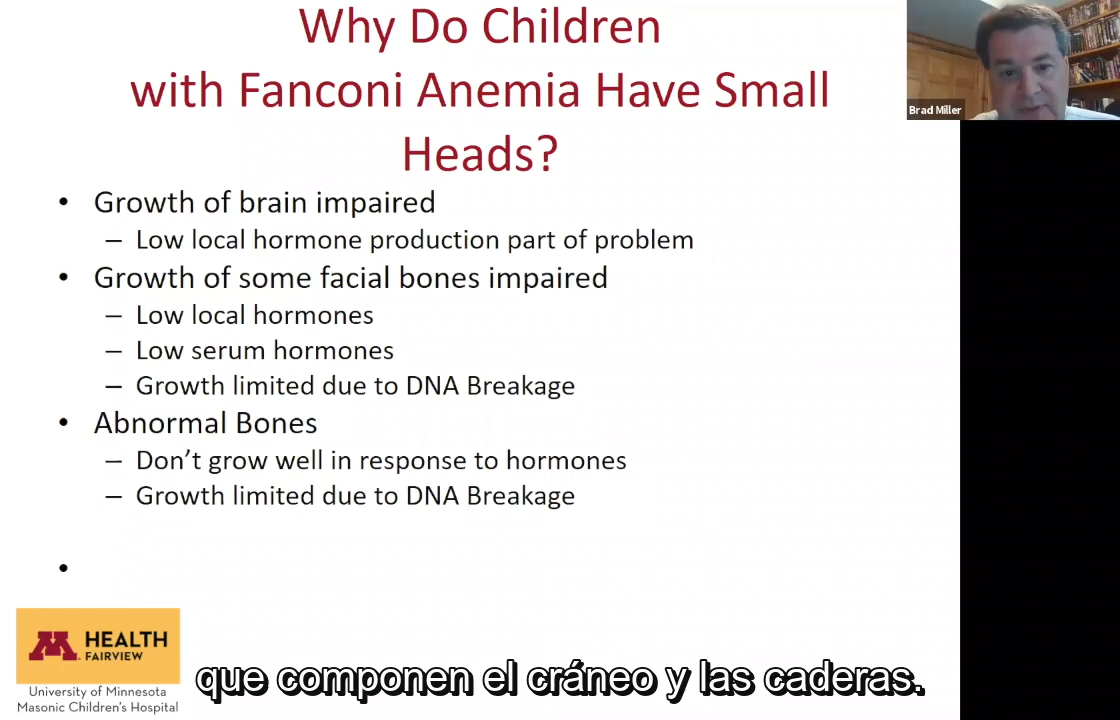 Why Do Children
with Fanconi Anemia Have Small
Heads?
Brad Miller
• Growth of brain impaired
– Low local hormone production part of problem
• Growth of some facial bones impaired
– Low local hormones
– Low serum hormones
– Growth limited due to DNA Breakage
• Abnormal Bones
– Don't grow well in response to hormones
– Growth limited due to DNA Breakage
•
M HEALTH
FAIRVIEW
University of Minnesota
Masonic Children's Hospital
que componen el cráneo y las caderas.